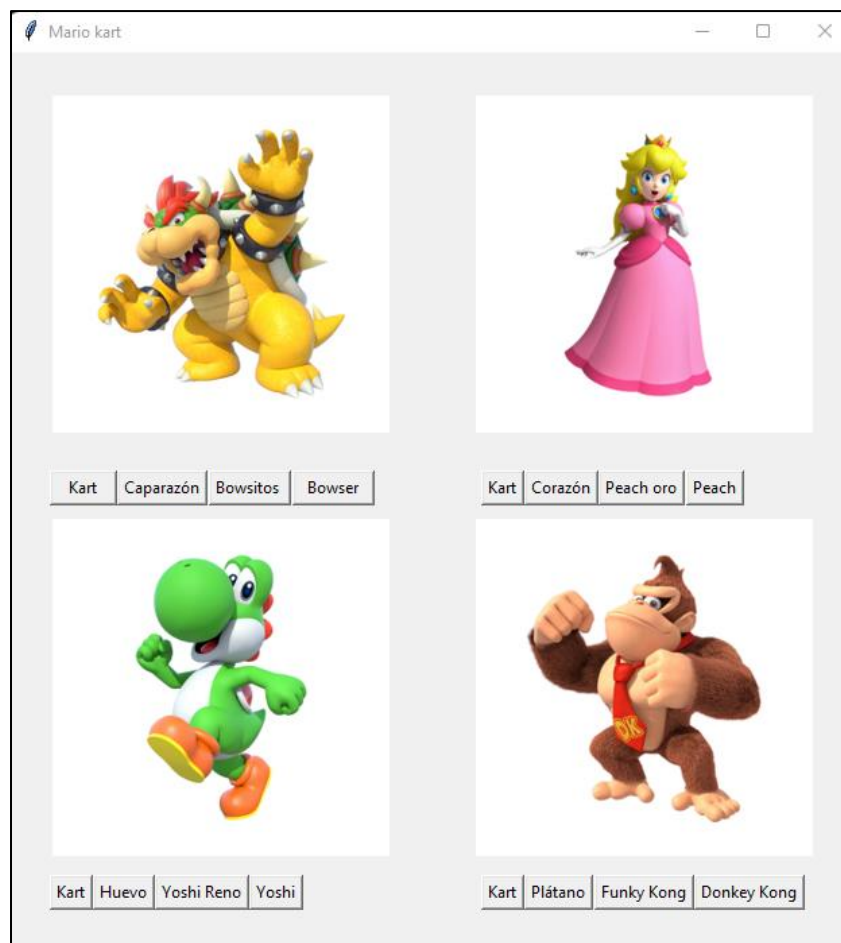 Mario kart
Kart Caparazón Bowsitos Bowser
Kart Corazón Peach oro Peach
DK
Kart Huevo Yoshi Reno Yoshi
Kart Plátano Funky Kong Donkey Kong